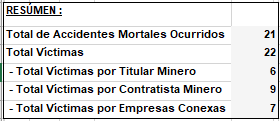 RESÚMEN :
Total de Accidentes Mortales Ocurridos 21
Total Víctimas 22
- Total Víctimas por Titular Minero 6
- Total Víctimas por Contratista Minero 9
- Total Víctimas por Empresas Conexas 7